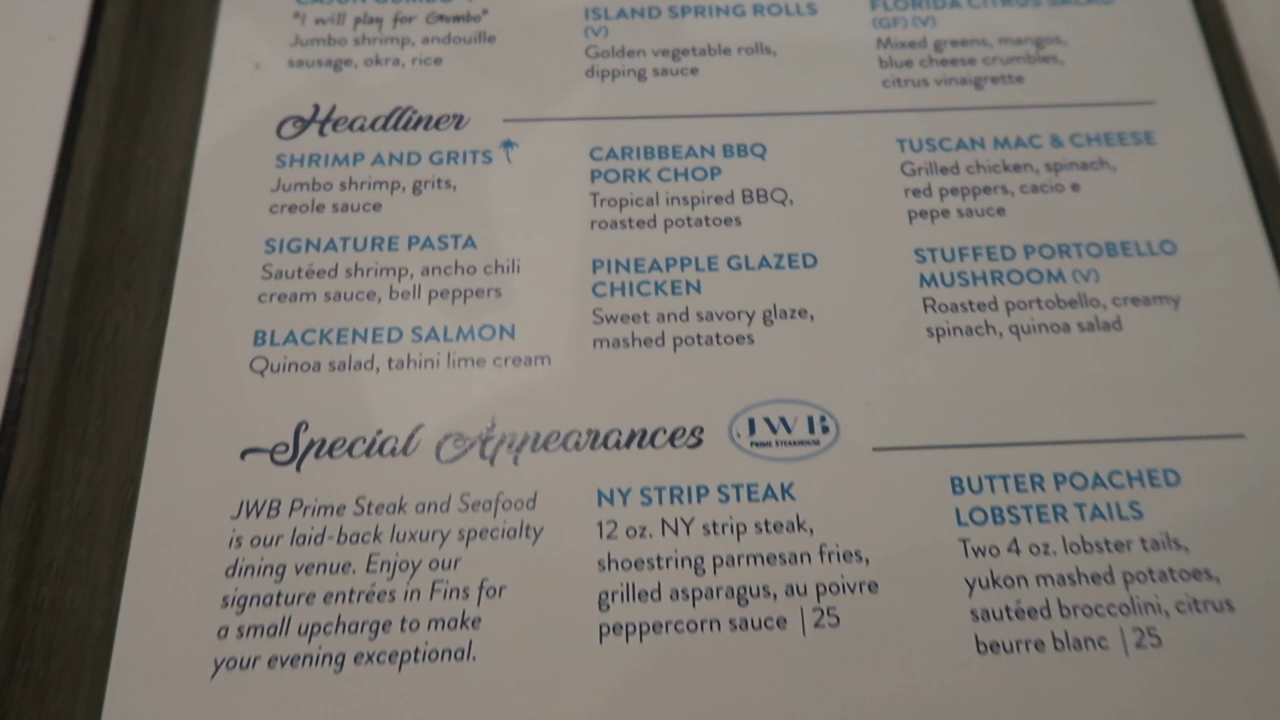 CAJUN GUMBO
"I will play for Gumbo"
Jumbo shrimp, andouille
sausage, okra, rice
ISLAND SPRING ROLLS
(V)
Golden vegetable rolls,
dipping sauce
FLORIDA CITRUS SALAD
(GF) (V)
Mixed greens, mangos,
blue cheese crumbles,
citrus vinaigrette
Headliner
SHRIMP AND GRITS
Jumbo shrimp, grits,
creole sauce
SIGNATURE PASTA
Sautéed shrimp, ancho chili
cream sauce, bell peppers
BLACKENED SALMON
Quinoa salad, tahini lime cream
CARIBBEAN BBQ
PORK CHOP
Tropical inspired BBQ,
roasted potatoes
PINEAPPLE GLAZED
CHICKEN
Sweet and savory glaze,
mashed potatoes
TUSCAN MAC & CHEESE
Grilled chicken, spinach,
red peppers, cacio e
pepe sauce
STUFFED PORTOBELLO
MUSHROOM (V)
Roasted portobello, creamy
spinach, quinoa salad
Special Appearances
JWB
PRIME STEAKHOUSE
JWB Prime Steak and Seafood
is our laid-back luxury specialty
dining venue. Enjoy our
signature entrées in Fins for
a small upcharge to make
your evening exceptional.
NY STRIP STEAK
12 oz. NY strip steak,
shoestring parmesan fries,
grilled asparagus, au poivre
peppercorn sauce | 25
BUTTER POACHED
LOBSTER TAILS
Two 4 oz. lobster tails,
yukon mashed potatoes,
sautéed broccolini, citrus
beurre blanc | 25